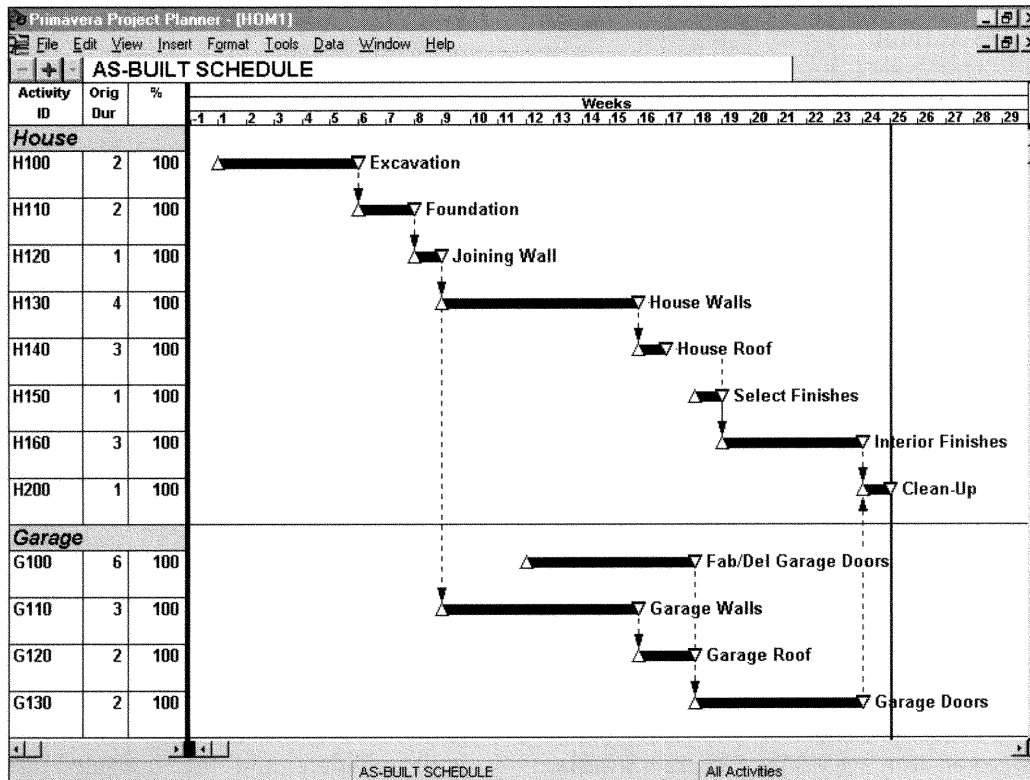 Primavera Project Planner - [HOM1]
File Edit View Insert Format Tools Data Window Help
AS-BUILT SCHEDULE
Activity ID Orig Dur %
Weeks
-1 1 2 3 4 5 6 7 8 9 10 11 12 13 14 15 16 17 18 19 20 21 22 23 24 25 26 27 28 29
House
H100 2 100 Excavation
H110 2 100 Foundation
H120 1 100 Joining Wall
H130 4 100 House Walls
H140 3 100 House Roof
H150 1 100 Select Finishes
H160 3 100 Interior Finishes
H200 1 100 Clean-Up
Garage
G100 6 100 Fab/Del Garage Doors
G110 3 100 Garage Walls
G120 2 100 Garage Roof
G130 2 100 Garage Doors
AS-BUILT SCHEDULE All Activities